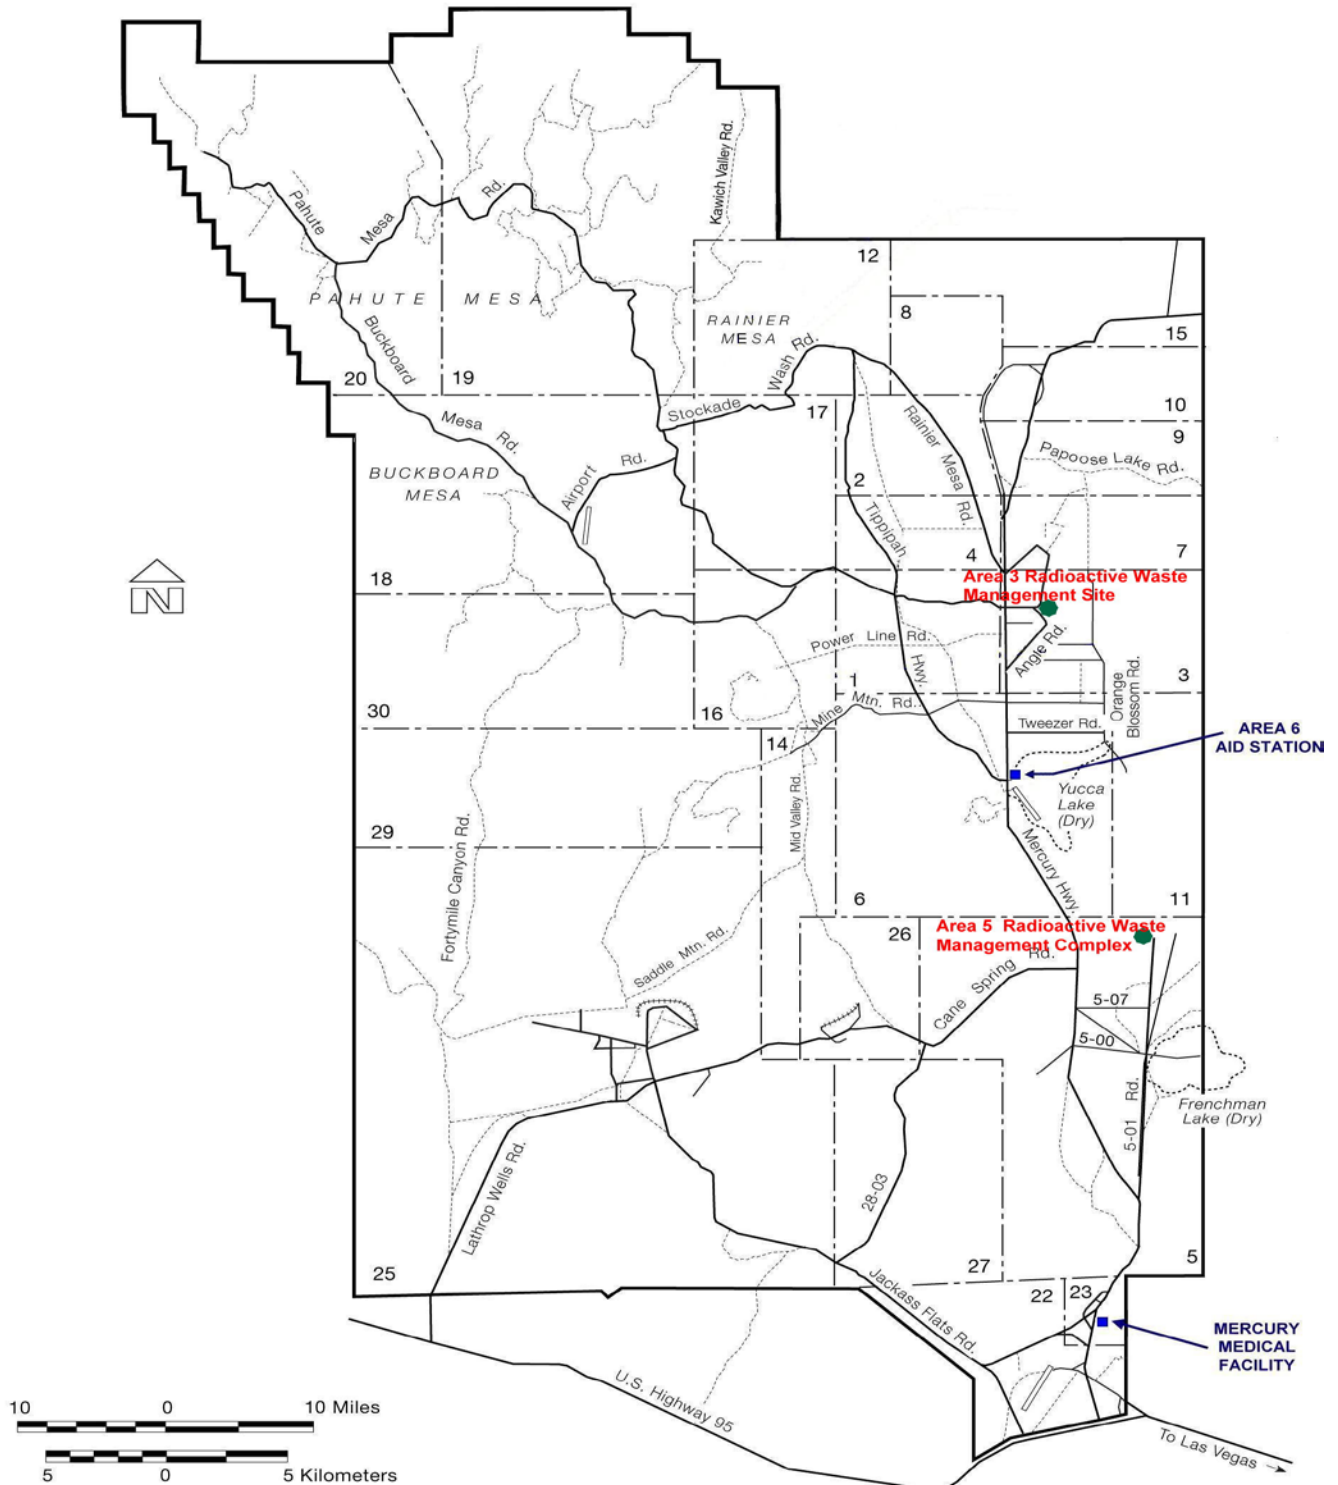 Kawich Valley Rd.
Pahute
Mesa
Rd.
PAHUTE MESA
12
8
RAINIER
MESA
15
Buckboard
Wash Rd.
20
19
Stockade
17
10
9
Mesa
Rd.
Rainier
Mesa
Rd.
Papoose Lake Rd.
BUCKBOARD
MESA
Airport
Rd.
2
Tippipah
4
7
18
Area 3 Radioactive Waste
Management Site
N
Power Line Rd.
Hwy.
Angle Rd.
1
3
Orange
Blossom Rd.
Mine Mtn. Rd.
30
16
14
Tweezer Rd.
AREA 6
AID STATION
Mid Valley Rd.
Yucca
Lake
(Dry)
29
Fortymile Canyon Rd.
Mercury Hwy.
6
11
26
Area 5 Radioactive Waste
Management Complex
Saddle Mtn. Rd.
Cane Spring Rd.
5-07
5-00
5-01 Rd.
Frenchman
Lake (Dry)
28-03
Lathrop Wells Rd.
25
27
5
Jackass Flats Rd.
22
23
MERCURY
MEDICAL
FACILITY
U.S. Highway 95
To Las Vegas
10 0 10 Miles
5 0 5 Kilometers